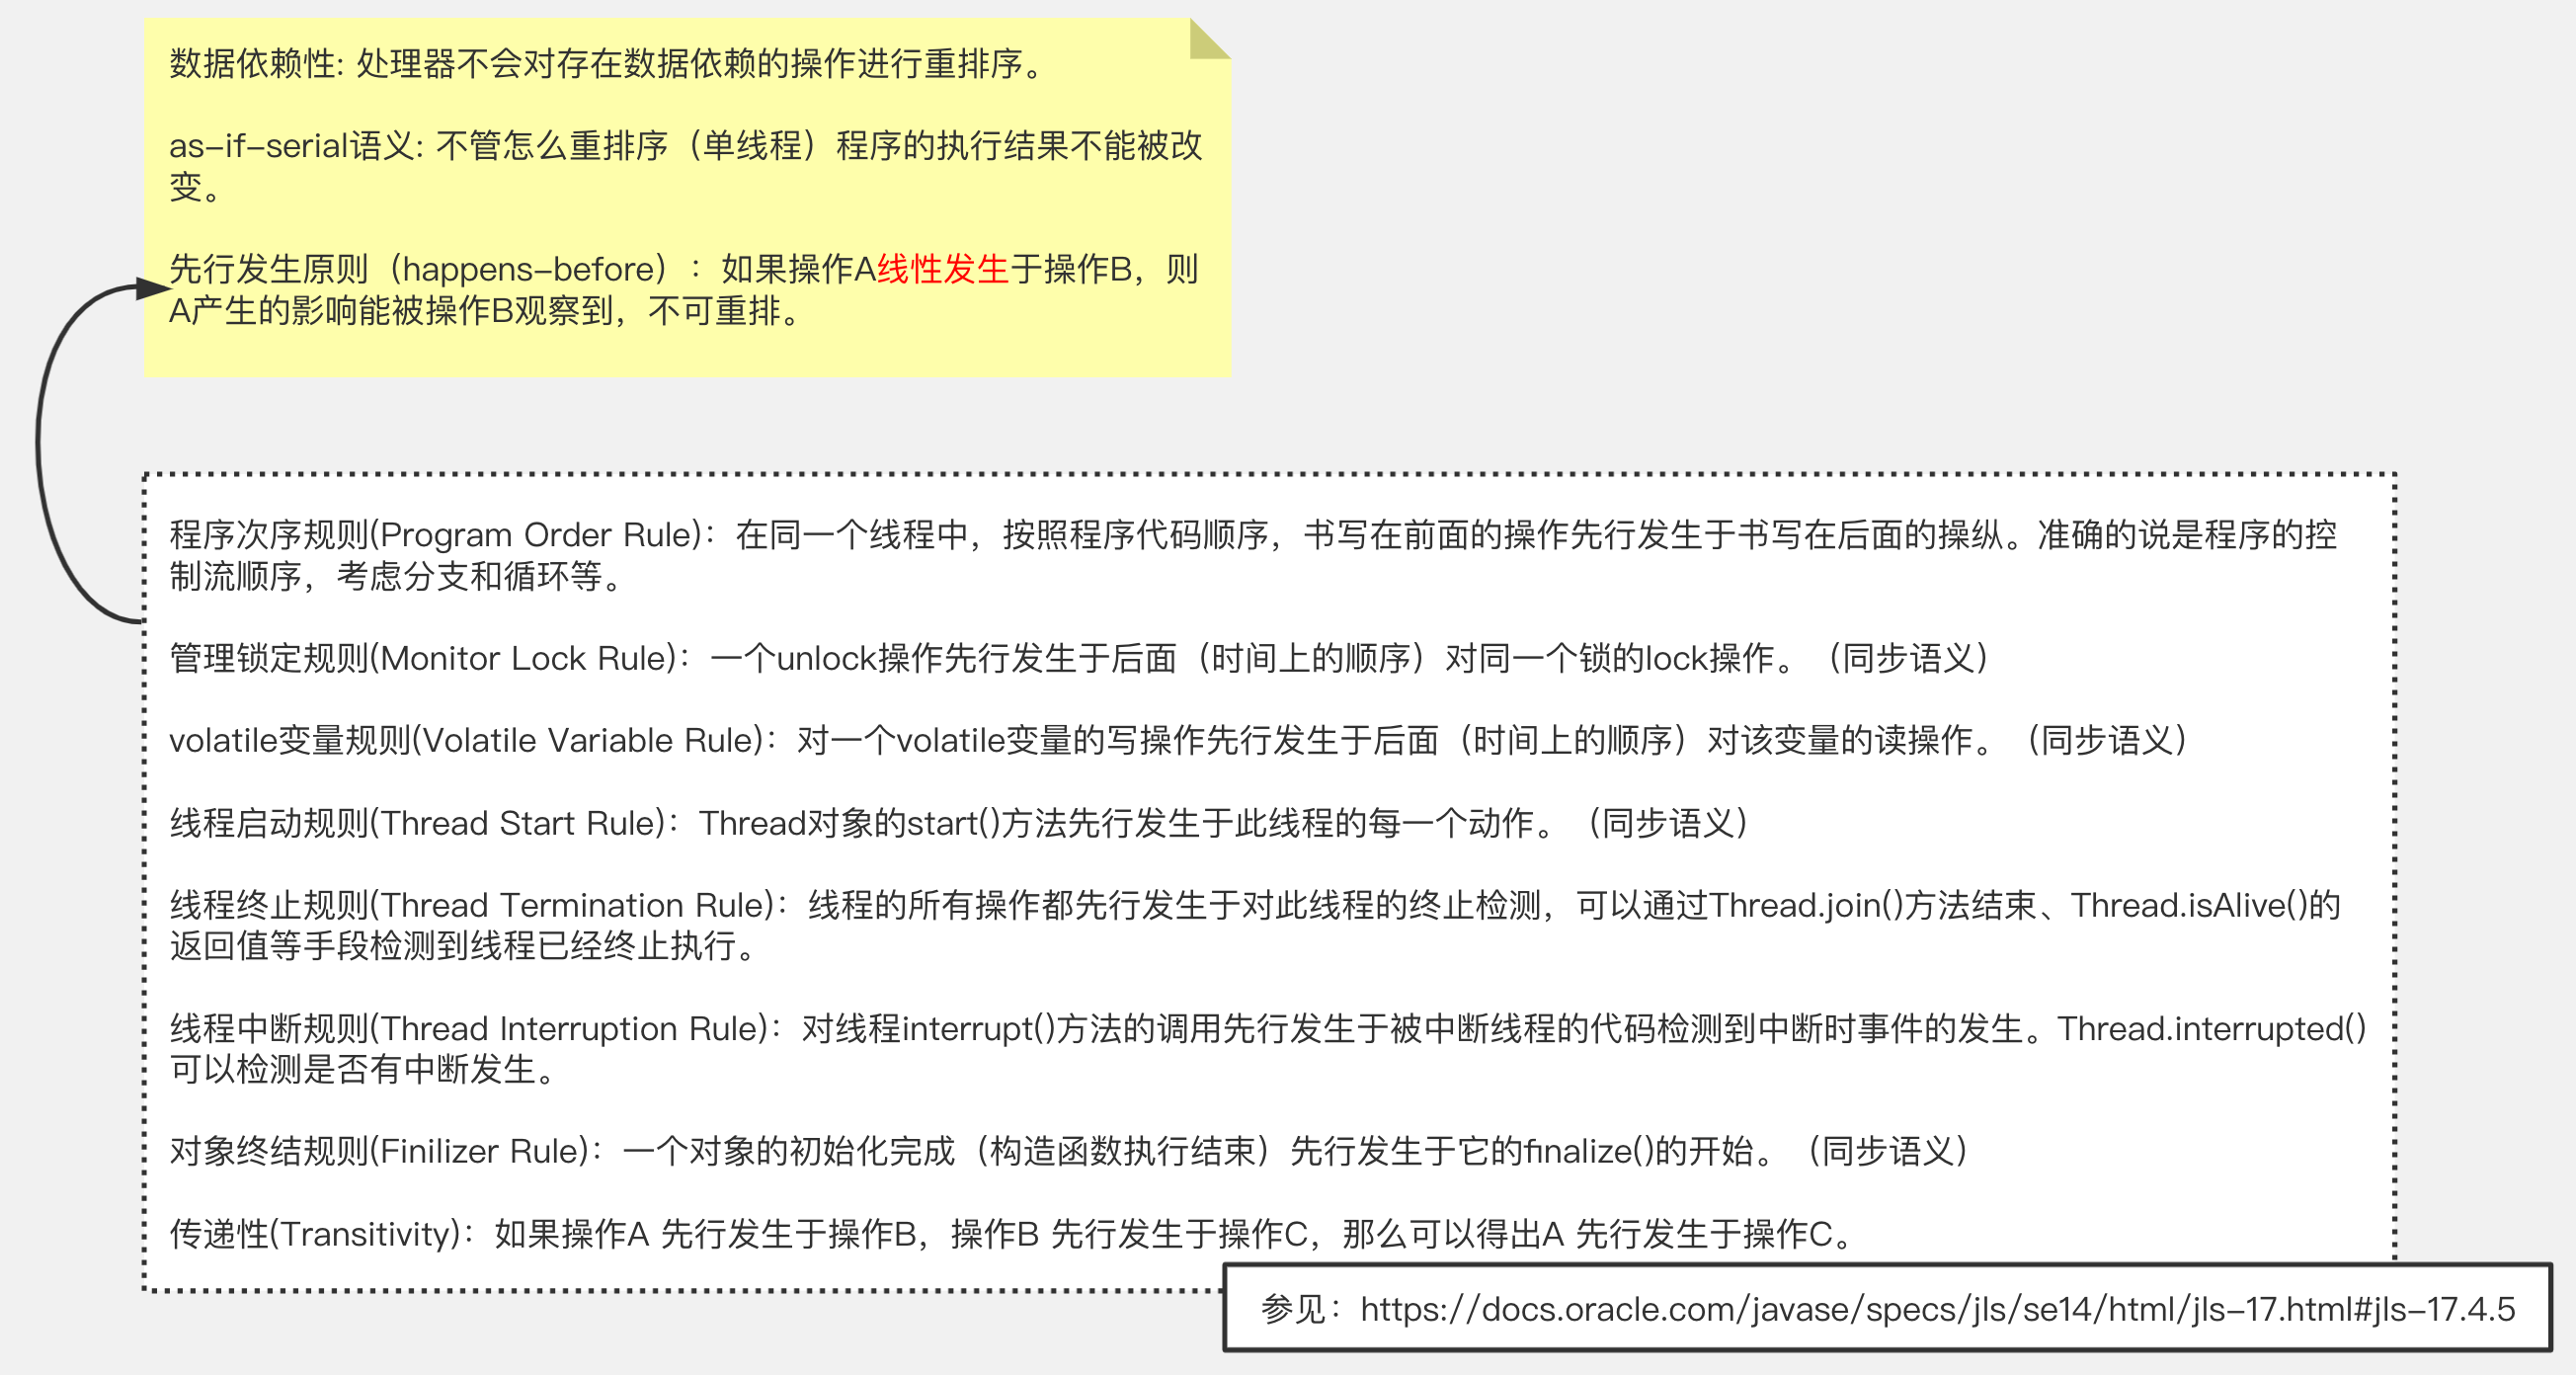 数据依赖性: 处理器不会对存在数据依赖的操作进行重排序。
as-if-serial语义: 不管怎么重排序（单线程）程序的执行结果不能被改
变。
先行发生原则（happens-before）：如果操作A线性发生于操作B，则
A产生的影响能被操作B观察到，不可重排。
程序次序规则(Program Order Rule)：在同一个线程中，按照程序代码顺序，书写在前面的操作先行发生于书写在后面的操纵。准确的说是程序的控
制流顺序，考虑分支和循环等。
管理锁定规则(Monitor Lock Rule)：一个unlock操作先行发生于后面（时间上的顺序）对同一个锁的lock操作。（同步语义）
volatile变量规则(Volatile Variable Rule)：对一个volatile变量的写操作先行发生于后面（时间上的顺序）对该变量的读操作。（同步语义）
线程启动规则(Thread Start Rule)：Thread对象的start()方法先行发生于此线程的每一个动作。（同步语义）
线程终止规则(Thread Termination Rule)：线程的所有操作都先行发生于对此线程的终止检测，可以通过Thread.join()方法结束、Thread.isAlive()的
返回值等手段检测到线程已经终止执行。
线程中断规则(Thread Interruption Rule)：对线程interrupt()方法的调用先行发生于被中断线程的代码检测到中断时事件的发生。Thread.interrupted()
可以检测是否有中断发生。
对象终结规则(Finilizer Rule)：一个对象的初始化完成（构造函数执行结束）先行发生于它的finalize()的开始。（同步语义）
传递性(Transitivity)：如果操作A 先行发生于操作B，操作B 先行发生于操作C，那么可以得出A 先行发生于操作C。
参见：https://docs.oracle.com/javase/specs/jls/se14/html/jls-17.html#jls-17.4.5